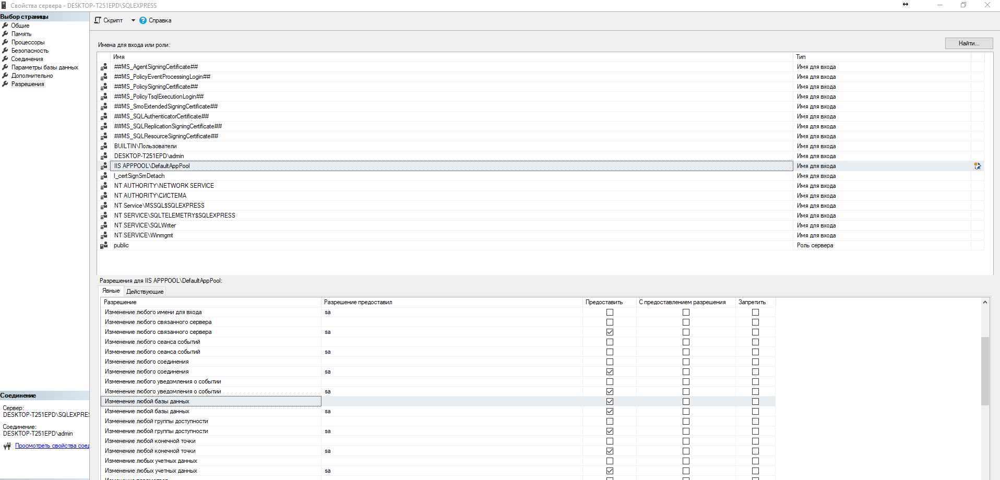 Свойства сервера - DESKTOP-T251EPD\SQLEXPRESS
Выбор страницы
Общие
Память
Процессоры
Безопасность
Соединения
Параметры базы данных
Дополнительно
Разрешения
Скрипт Справка
Имена для входа или роли:
Найти...
Имя Тип
##MS_AgentSigningCertificate## Имя для входа
##MS_PolicyEventProcessingLogin## Имя для входа
##MS_PolicySigningCertificate## Имя для входа
##MS_PolicyTsqlExecutionLogin## Имя для входа
##MS_SmoExtendedSigningCertificate## Имя для входа
##MS_SQLAuthenticatorCertificate## Имя для входа
##MS_SQLReplicationSigningCertificate## Имя для входа
##MS_SQLResourceSigningCertificate## Имя для входа
BUILTIN\Пользователи Имя для входа
DESKTOP-T251EPD\admin Имя для входа
IIS APPPOOL\DefaultAppPool Имя для входа
l_certSignSmDetach Имя для входа
NT AUTHORITY\NETWORK SERVICE Имя для входа
NT AUTHORITY\СИСТЕМА Имя для входа
NT Service\MSSQL$SQLEXPRESS Имя для входа
NT SERVICE\SQLTELEMETRY$SQLEXPRESS Имя для входа
NT SERVICE\SQLWriter Имя для входа
NT SERVICE\Winmgmt Имя для входа
public Роль сервера
Разрешения для IIS APPPOOL\DefaultAppPool:
Явные Действующие
Разрешение Разрешение предоставил Предоставить С предоставлением разрешения Запретить
Изменение любого имени для входа sa
Изменение любого связанного сервера
Изменение любого связанного сервера sa
Изменение любого сеанса событий
Изменение любого сеанса событий sa
Изменение любого соединения
Изменение любого соединения sa
Изменение любого уведомления о событии
Изменение любого уведомления о событии sa
Изменение любой базы данных
Изменение любой базы данных sa
Изменение любой группы доступности
Изменение любой группы доступности sa
Изменение любой конечной точки
Изменение любой конечной точки sa
Изменение любых учетных данных
Изменение любых учетных данных sa
Соединение
Сервер:
DESKTOP-T251EPD\SQLEXPRES
Соединение:
DESKTOP-T251EPD\admin
Просмотреть свойства соед